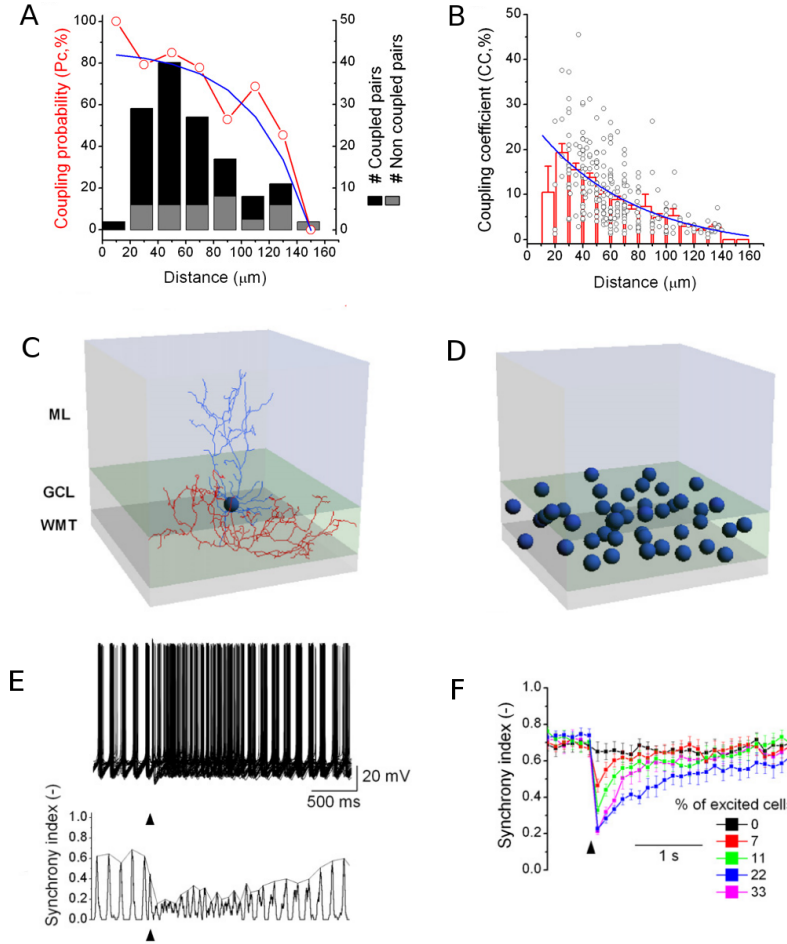 A
Coupling probability (Pc,%)
100
80
60
40
20
0
50
40
30
20
10
0
# Coupled pairs
# Non coupled pairs
0 20 40 60 80 100 120 140 150
Distance (μm)
B
Coupling coefficient (CC,%)
50
40
30
20
10
0
0 20 40 60 80 100 120 140 160
Distance (μm)
C
ML
GCL
WMT
D
E
20 mV
500 ms
Synchrony index (-)
1.0
0.8
0.6
0.4
0.2
0.0
F
Synchrony index (-)
1.0
0.8
0.6
0.4
0.2
0.0
% of excited cells
0
7
11
22
33
1 s